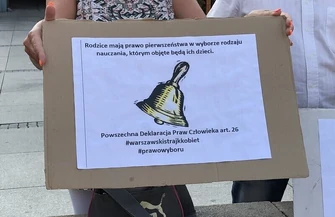 Rodzice mają prawo pierwszeństwa w wyborze rodzaju
nauczania, którym objęte będą ich dzieci.
Powszechna Deklaracja Praw Człowieka art. 26
#warszawskistrajkkobiet
#prawowyboru